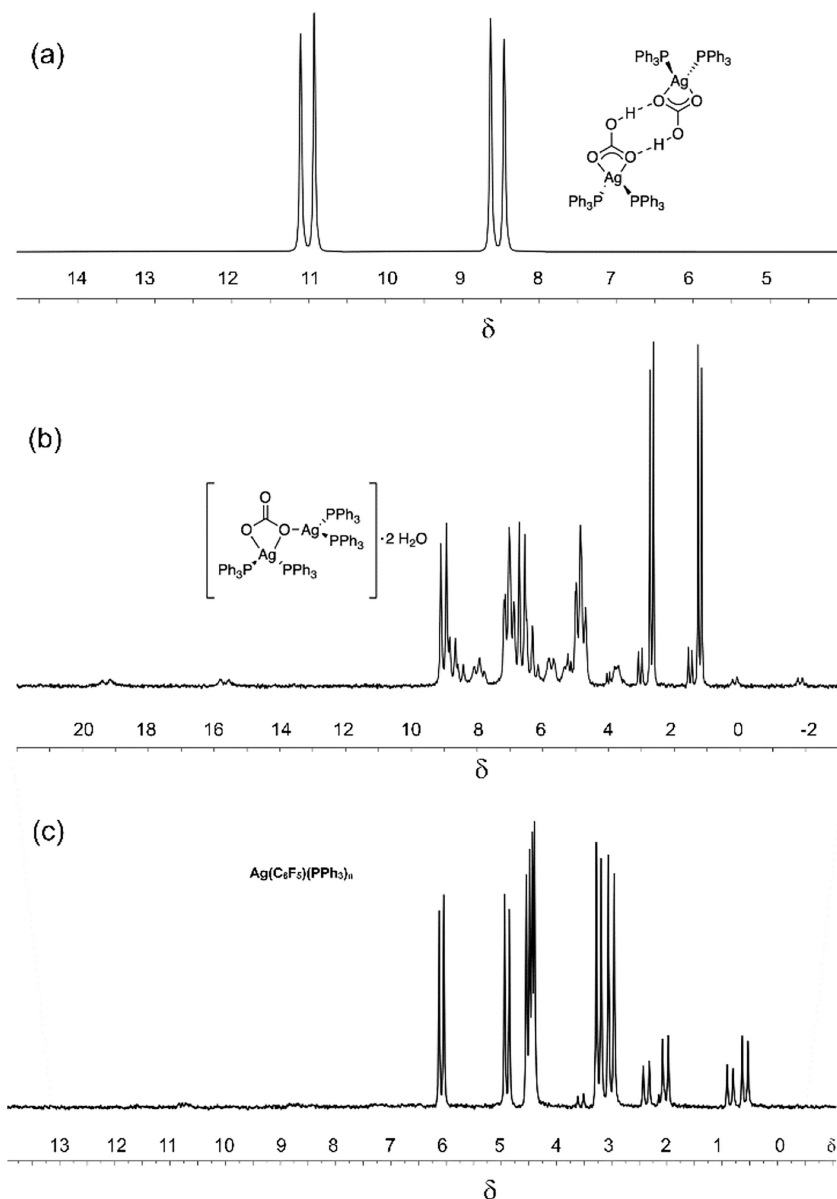 (a)
Ph₃P PPh₃
Ag
O O
H
O O
O H
O O
Ag
Ph₃P PPh₃
14 13 12 11 10 9 8 7 6 5
δ
(b)
O
O O Ag PPh₃
PPh₃
Ag
Ph₃P PPh₃
·2 H₂O
20 18 16 14 12 10 8 6 4 2 0 -2
δ
(c)
Ag(C₆F₅)(PPh₃)ₙ
13 12 11 10 9 8 7 6 5 4 3 2 1 0 δ
δ